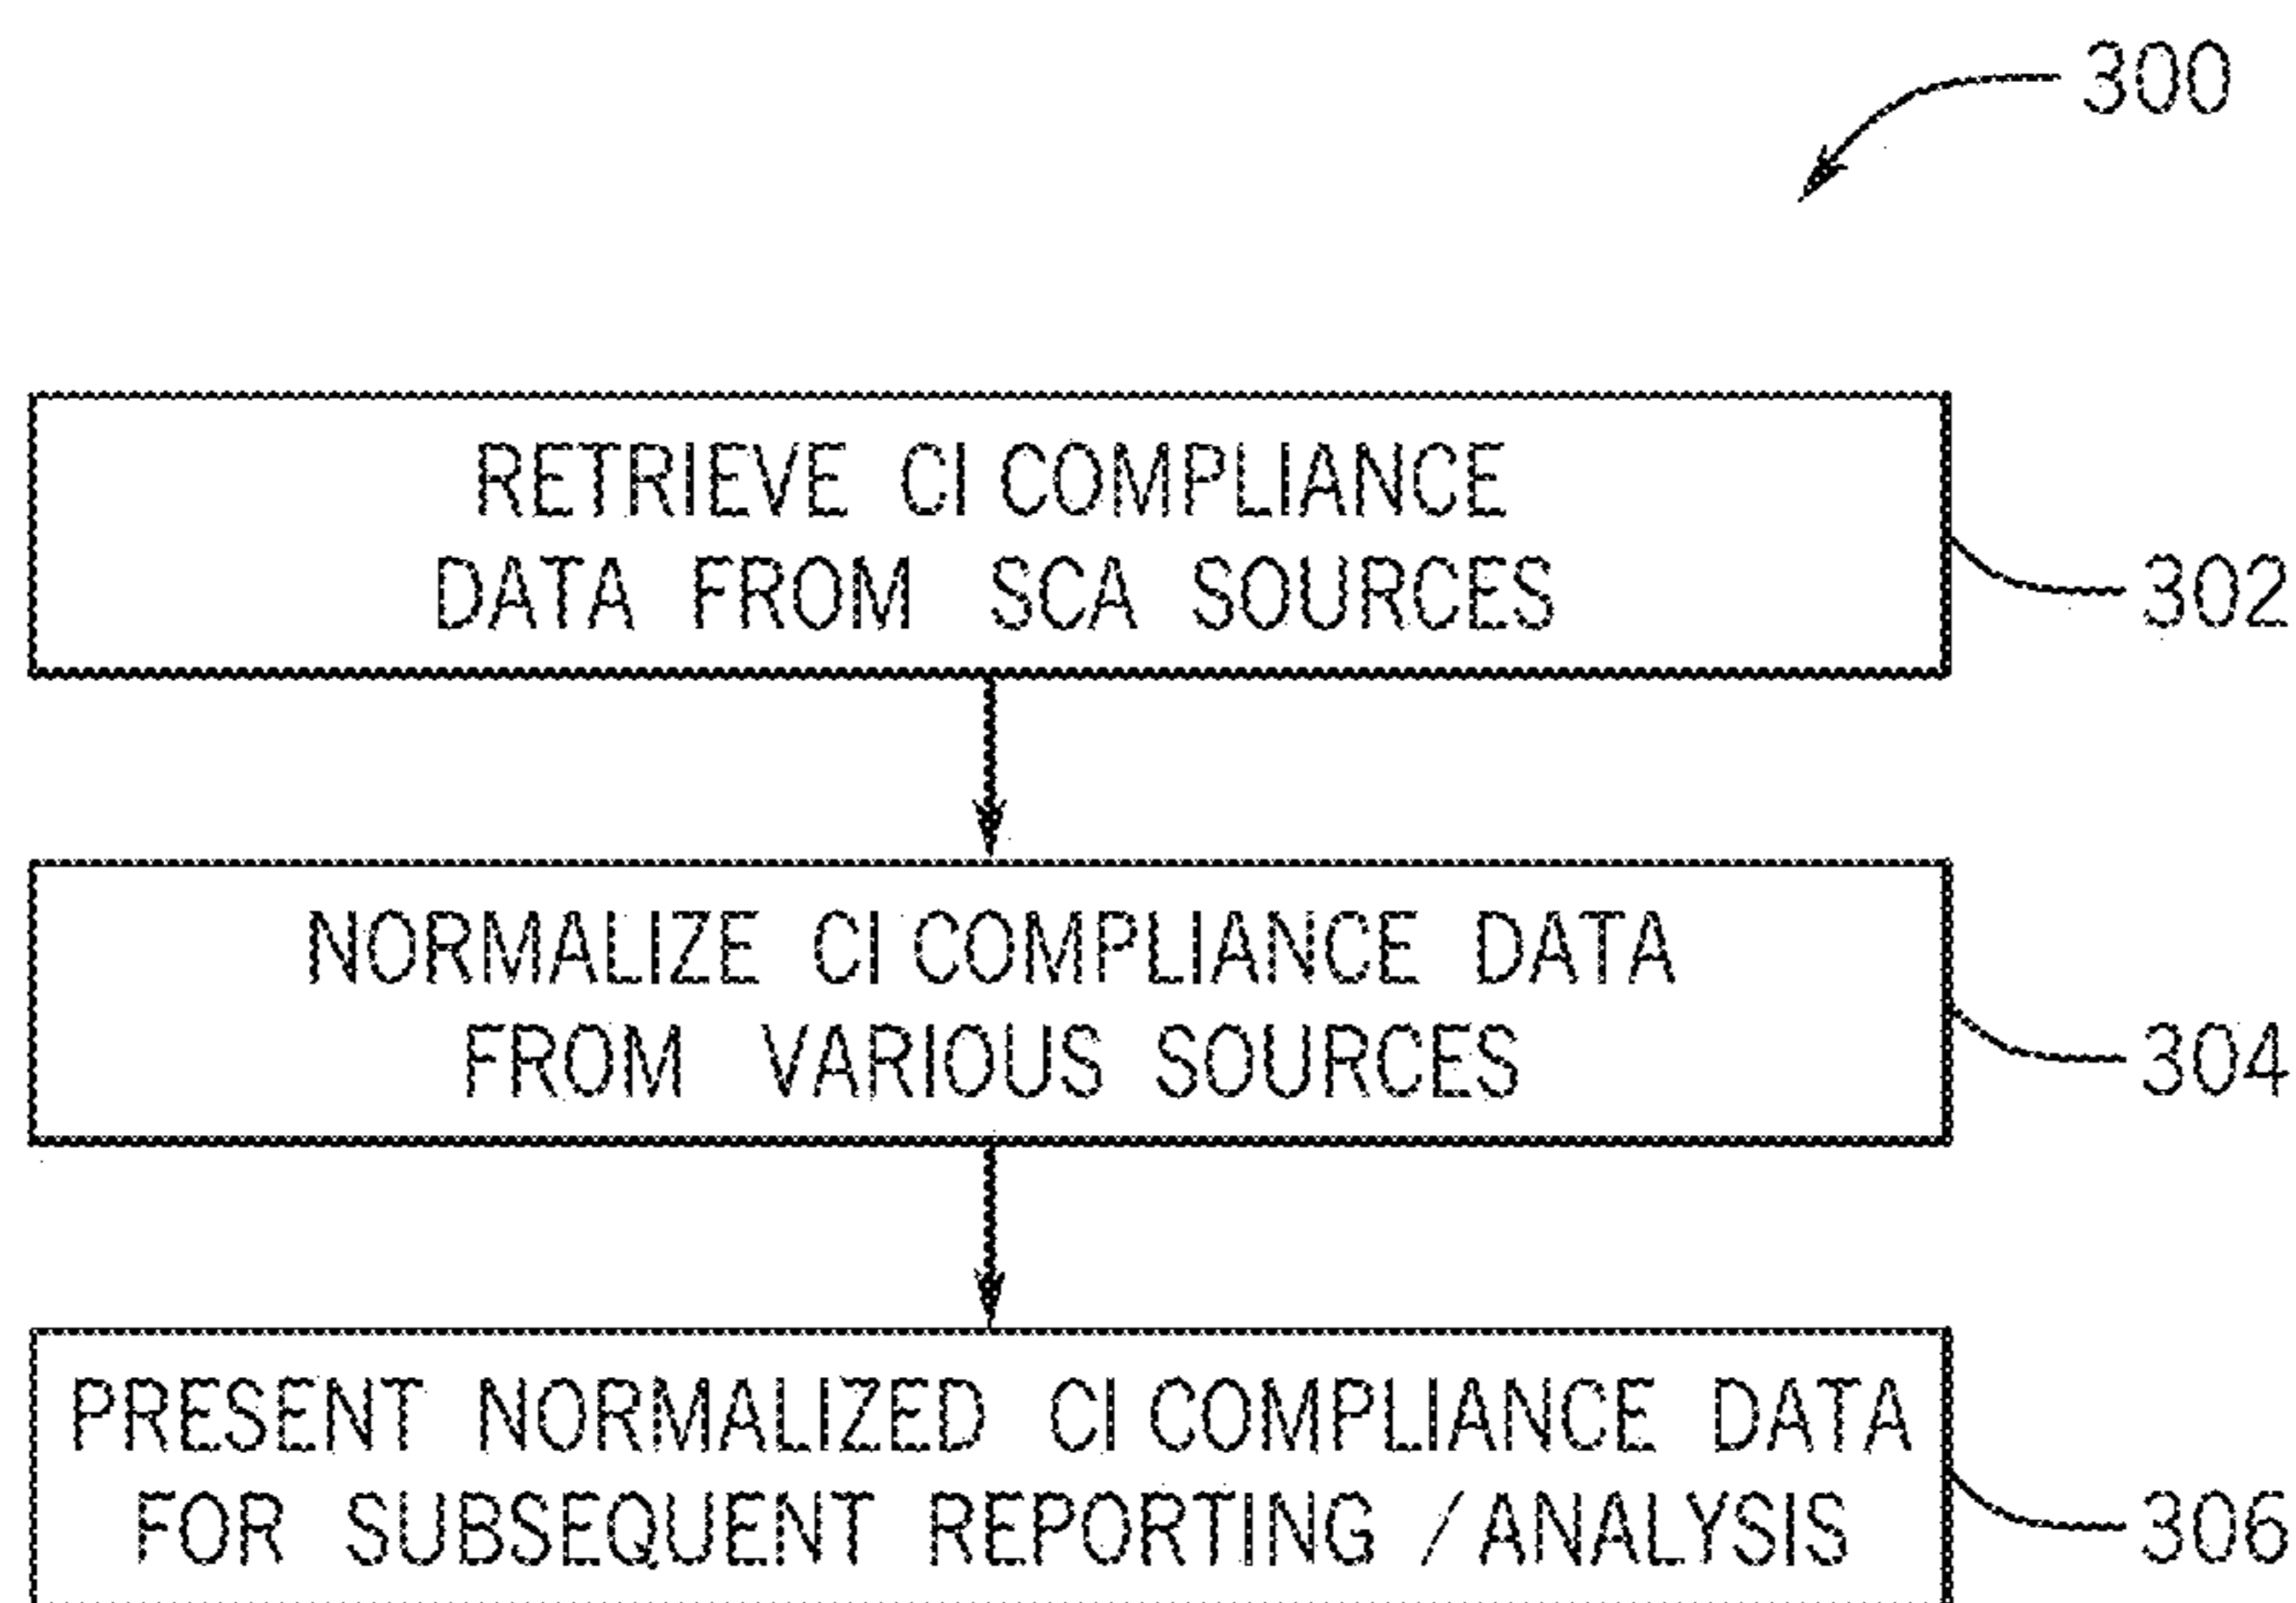 300
RETRIEVE CI COMPLIANCE
DATA FROM SCA SOURCES
302
NORMALIZE CI COMPLIANCE DATA
FROM VARIOUS SOURCES
304
PRESENT NORMALIZED CI COMPLIANCE DATA
FOR SUBSEQUENT REPORTING /ANALYSIS
306